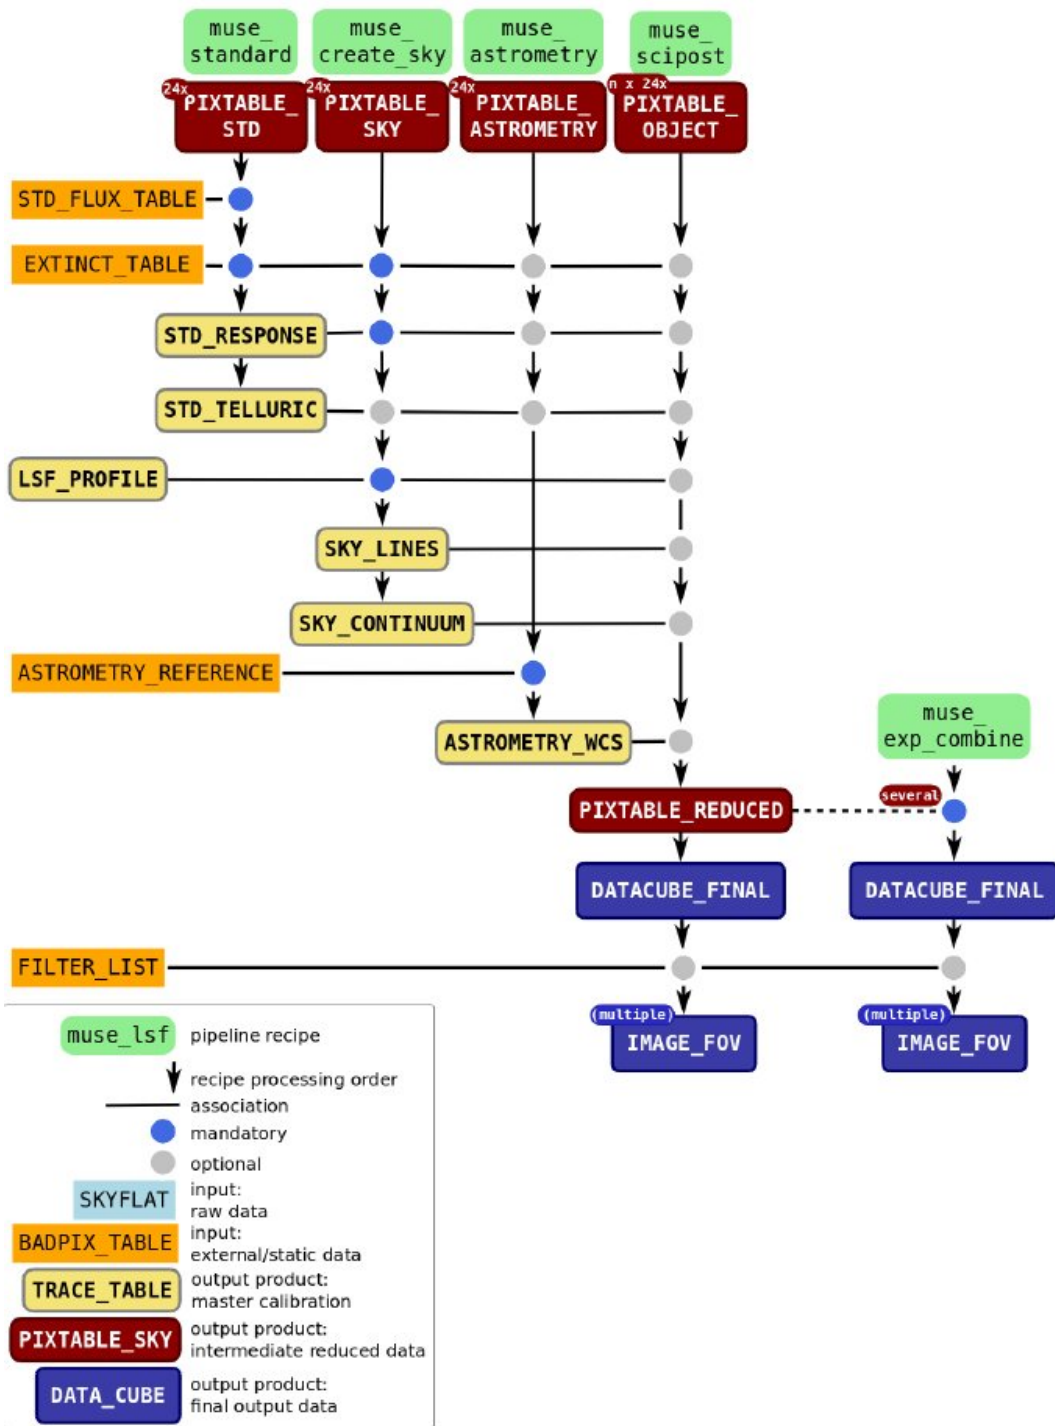 muse_
standard
muse_
create_sky
muse_
astrometry
muse_
scipost
24x
PIXTABLE_
STD
24x
PIXTABLE_
SKY
24x
PIXTABLE_
ASTROMETRY
n x 24x
PIXTABLE_
OBJECT
STD_FLUX_TABLE
EXTINCT_TABLE
STD_RESPONSE
STD_TELLURIC
LSF_PROFILE
SKY_LINES
SKY_CONTINUUM
ASTROMETRY_REFERENCE
ASTROMETRY_WCS
muse_
exp_combine
several
PIXTABLE_REDUCED
DATACUBE_FINAL
DATACUBE_FINAL
FILTER_LIST
(multiple)
IMAGE_FOV
(multiple)
IMAGE_FOV
muse_lsf
pipeline recipe
recipe processing order
association
mandatory
optional
SKYFLAT
input:
raw data
BADPIX_TABLE
input:
external/static data
TRACE_TABLE
output product:
master calibration
PIXTABLE_SKY
output product:
intermediate reduced data
DATA_CUBE
output product:
final output data